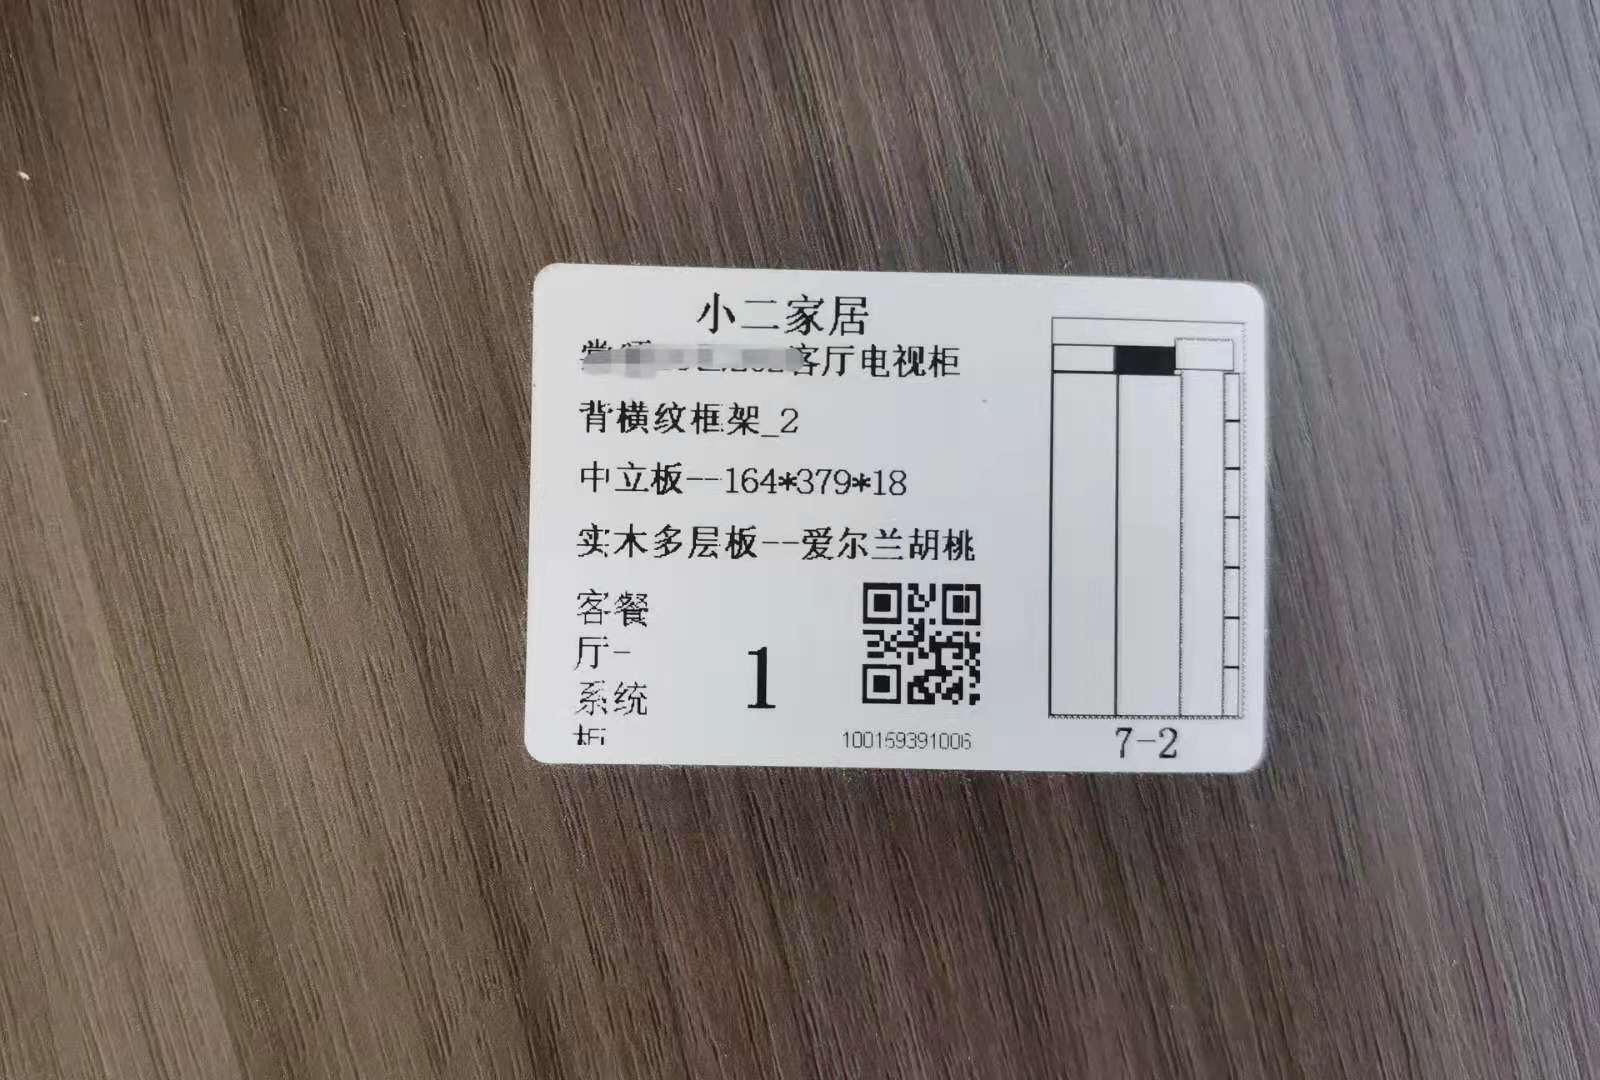 小二家居
客厅电视柜
背横纹框架_2
中立板--164*379*18
实木多层板--爱尔兰胡桃
客餐
厅-
系统
1
100159391006
7-2